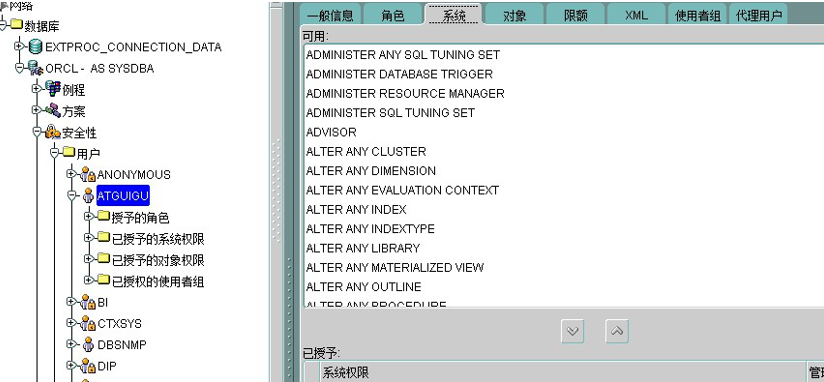 网络
数据库
EXTPROC_CONNECTION_DATA
ORCL - AS SYSDBA
例程
方案
安全性
用户
ANONYMOUS
ATGUIGU
授予的角色
已授予的系统权限
已授予的对象权限
已授权的使用者组
BI
CTXSYS
DBSNMP
DIP
一般信息 角色 系统 对象 限额 XML 使用者组 代理用户
可用:
ADMINISTER ANY SQL TUNING SET
ADMINISTER DATABASE TRIGGER
ADMINISTER RESOURCE MANAGER
ADMINISTER SQL TUNING SET
ADVISOR
ALTER ANY CLUSTER
ALTER ANY DIMENSION
ALTER ANY EVALUATION CONTEXT
ALTER ANY INDEX
ALTER ANY INDEXTYPE
ALTER ANY LIBRARY
ALTER ANY MATERIALIZED VIEW
ALTER ANY OUTLINE
ALTER ANY PROCEDURE
已授予:
系统权限 管